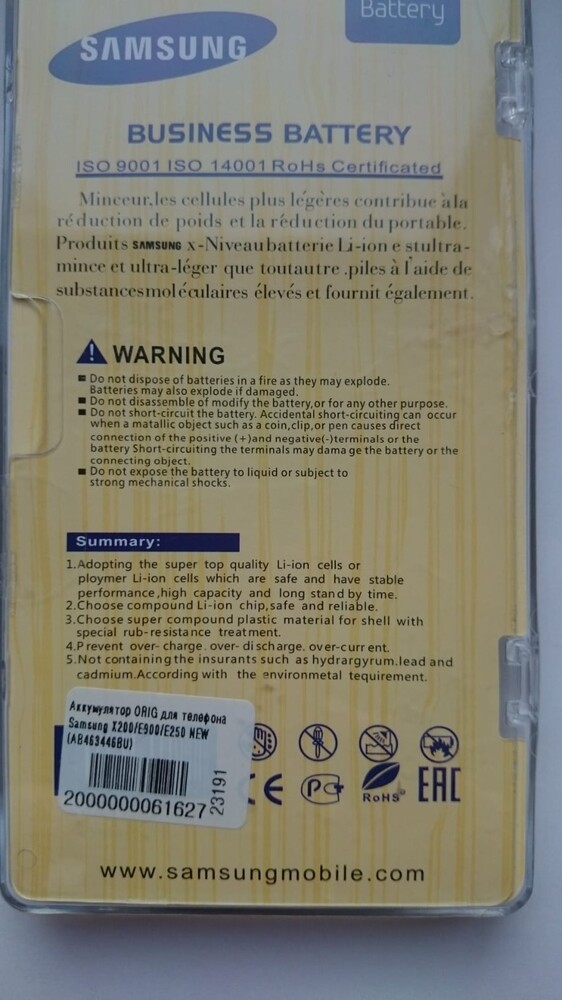 Battery
SAMSUNG
BUSINESS BATTERY
ISO 9001 ISO 14001 RoHs Certificated
Minceur,les cellules plus légères contribue àla
réduction de poids et la réduction du portable.
Produits SAMSUNG x-Niveaubatterie Li-ion e stultra-
mince et ultra-léger que toutautre .piles à l'aide de
substancesmoléculaires élevés et fournit également.
WARNING
Do not dispose of batteries in a fire as they may explode.
Batteries may also explode if damaged.
Do not disassemble of modify the battery,or for any other purpose.
Do not short-circuit the battery. Accidental short-circuiting can occur
when a matallic object such as a coin,clip,or pen causes direct
connection of the positive (+)and negative(-)terminals or the
battery Short-circuiting the terminals may dama ge the battery or the
connecting object.
Do not expose the battery to liquid or subject to
strong mechanical shocks.
Summary:
1.Adopting the super top quality Li-ion cells or
ploymer Li-ion cells which are safe and have stable
performance,high capacity and long stand by time.
2.Choose compound Li-ion chip,safe and reliable.
3.Choose super compound plastic material for shell with
special rub-resistance treatment.
4.Prevent over-charge.over-discharge.over-current.
5.Not containing the insurants such as hydrargyrum.lead and
cadmium.According with the environmetal tequirement.
Аккумулятор ORIG для телефона
Samsung X200/E900/E250 NEW
(AB463446BU)
2000000061627
23191
CE PC RoHS EAC
www.samsungmobile.com